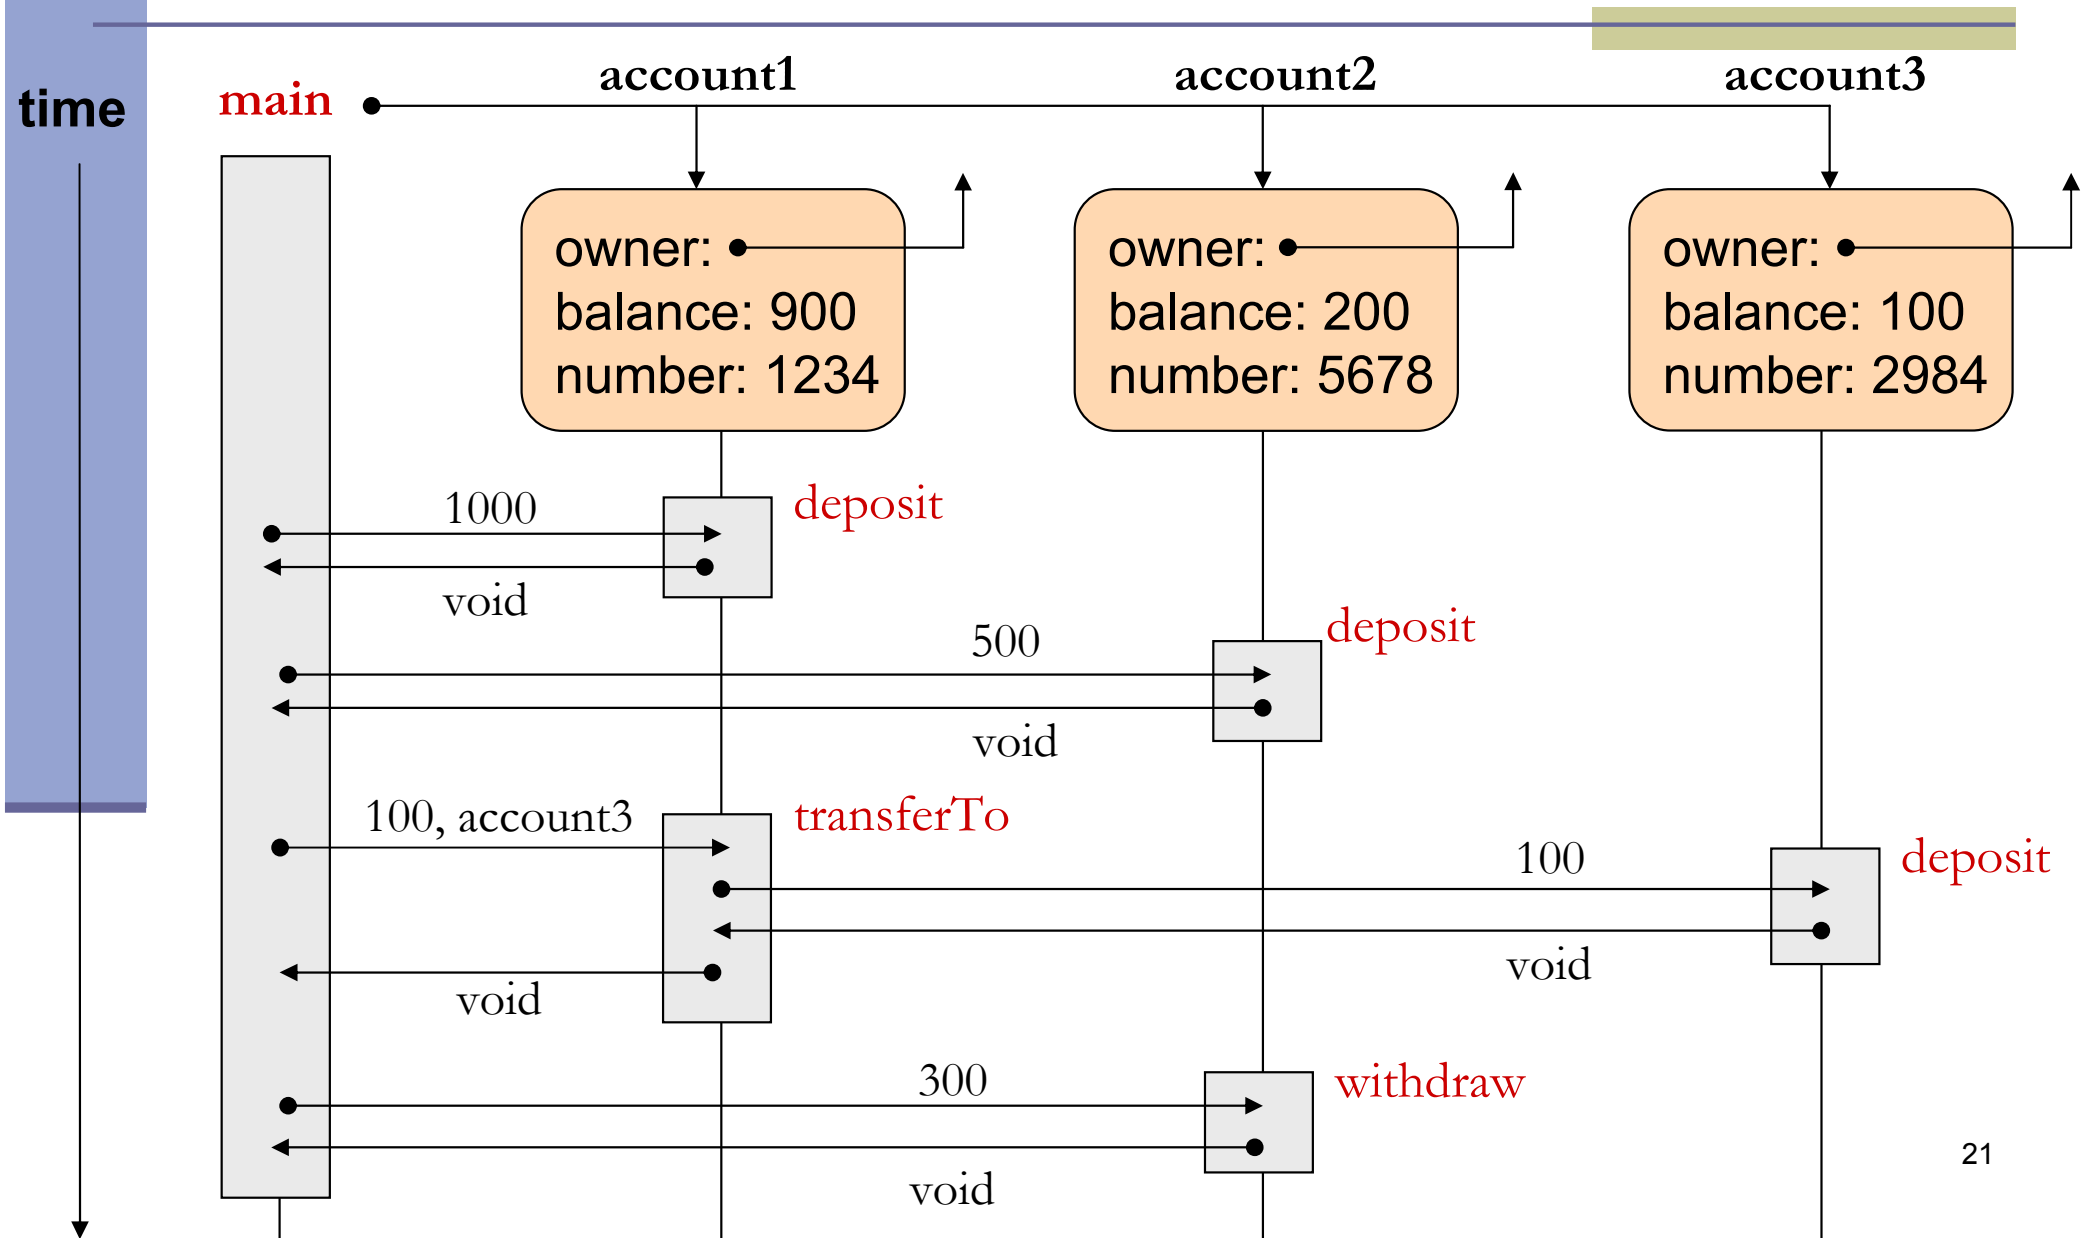 time
main
account1
account2
account3
owner:
balance: 900
number: 1234
owner:
balance: 200
number: 5678
owner:
balance: 100
number: 2984
1000
deposit
void
500
deposit
void
100, account3
transferTo
100
deposit
void
void
300
withdraw
void
21